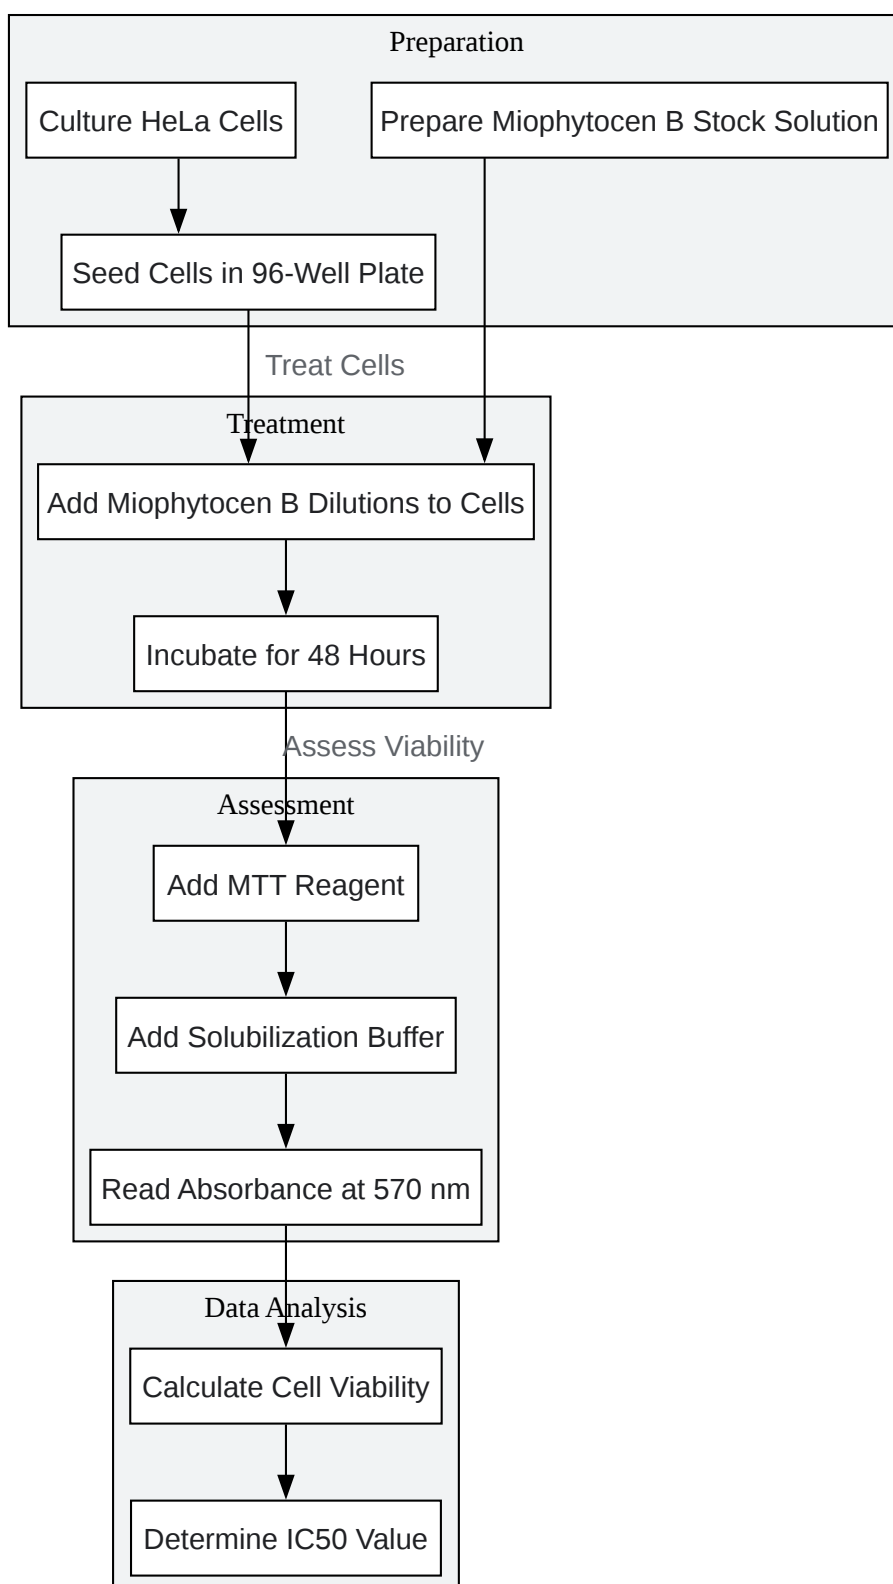 Preparation
Culture HeLa Cells
Prepare Miophytocen B Stock Solution
Seed Cells in 96-Well Plate
Treat Cells
Treatment
Add Miophytocen B Dilutions to Cells
Incubate for 48 Hours
Assess Viability
Assessment
Add MTT Reagent
Add Solubilization Buffer
Read Absorbance at 570 nm
Data Analysis
Calculate Cell Viability
Determine IC50 Value